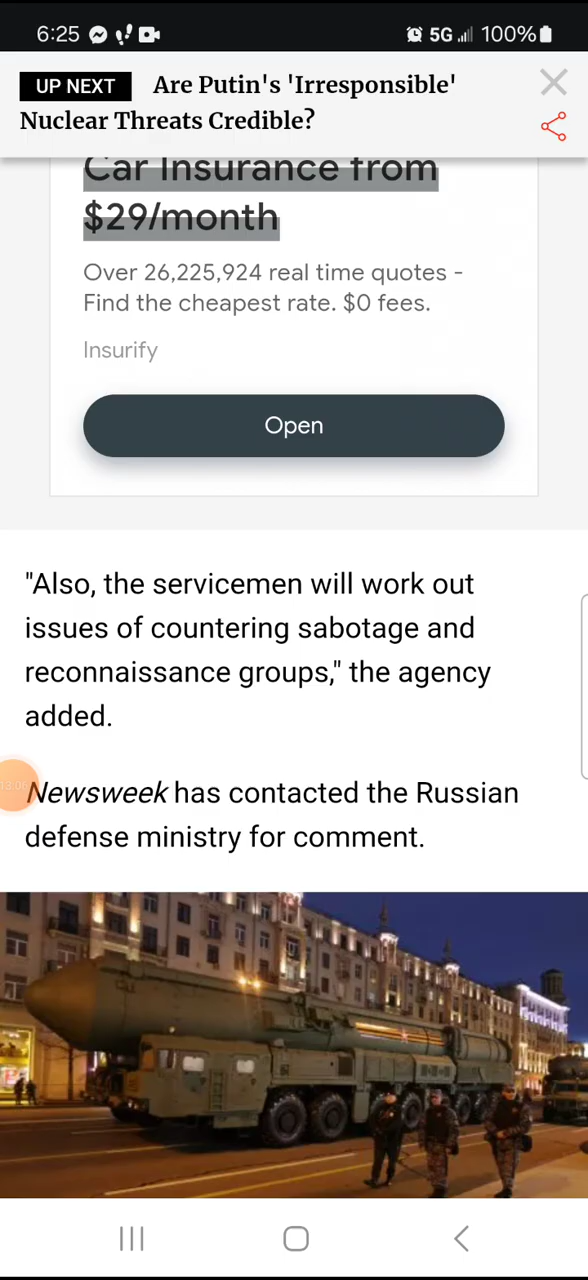 6:25
5G 100%
UP NEXT Are Putin's 'Irresponsible'
Nuclear Threats Credible?
Car Insurance from
$29/month
Over 26,225,924 real time quotes -
Find the cheapest rate. $0 fees.
Insurify
Open
"Also, the servicemen will work out
issues of countering sabotage and
reconnaissance groups," the agency
added.
13:06
Newsweek has contacted the Russian
defense ministry for comment.